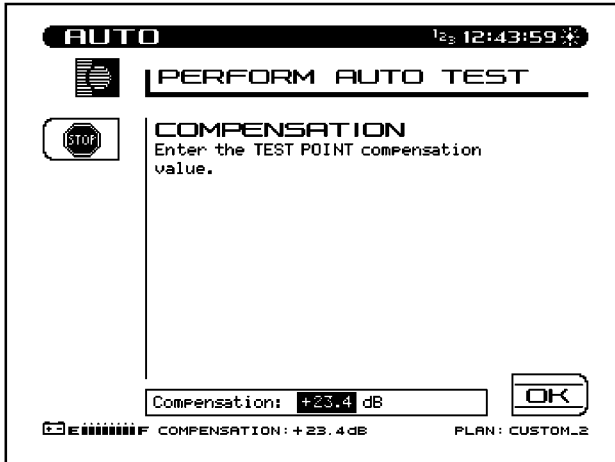 AUTO 123 12:43:59
PERFORM AUTO TEST
STOP
COMPENSATION
Enter the TEST POINT compensation
value.
Compensation: +23.4 dB
OK
E F COMPENSATION:+23.4dB PLAN: CUSTOM_2